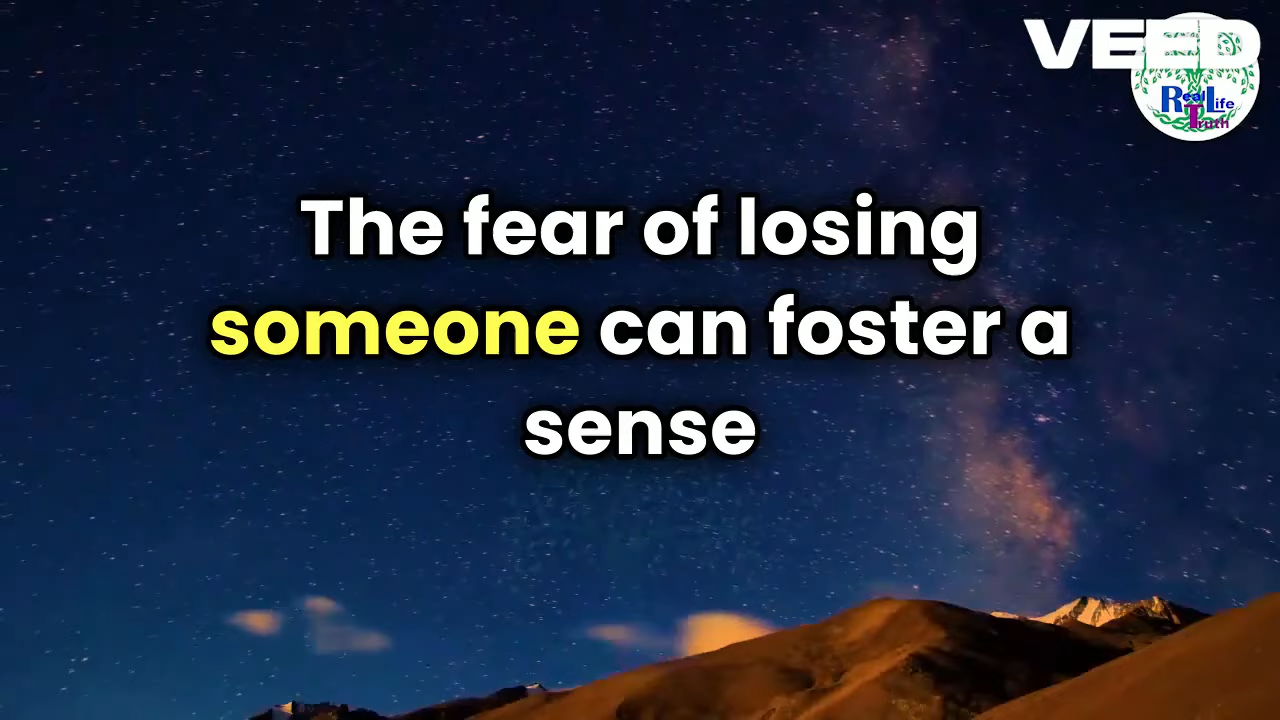 VEED
Real Life
Truth
The fear of losing
someone can foster a
sense